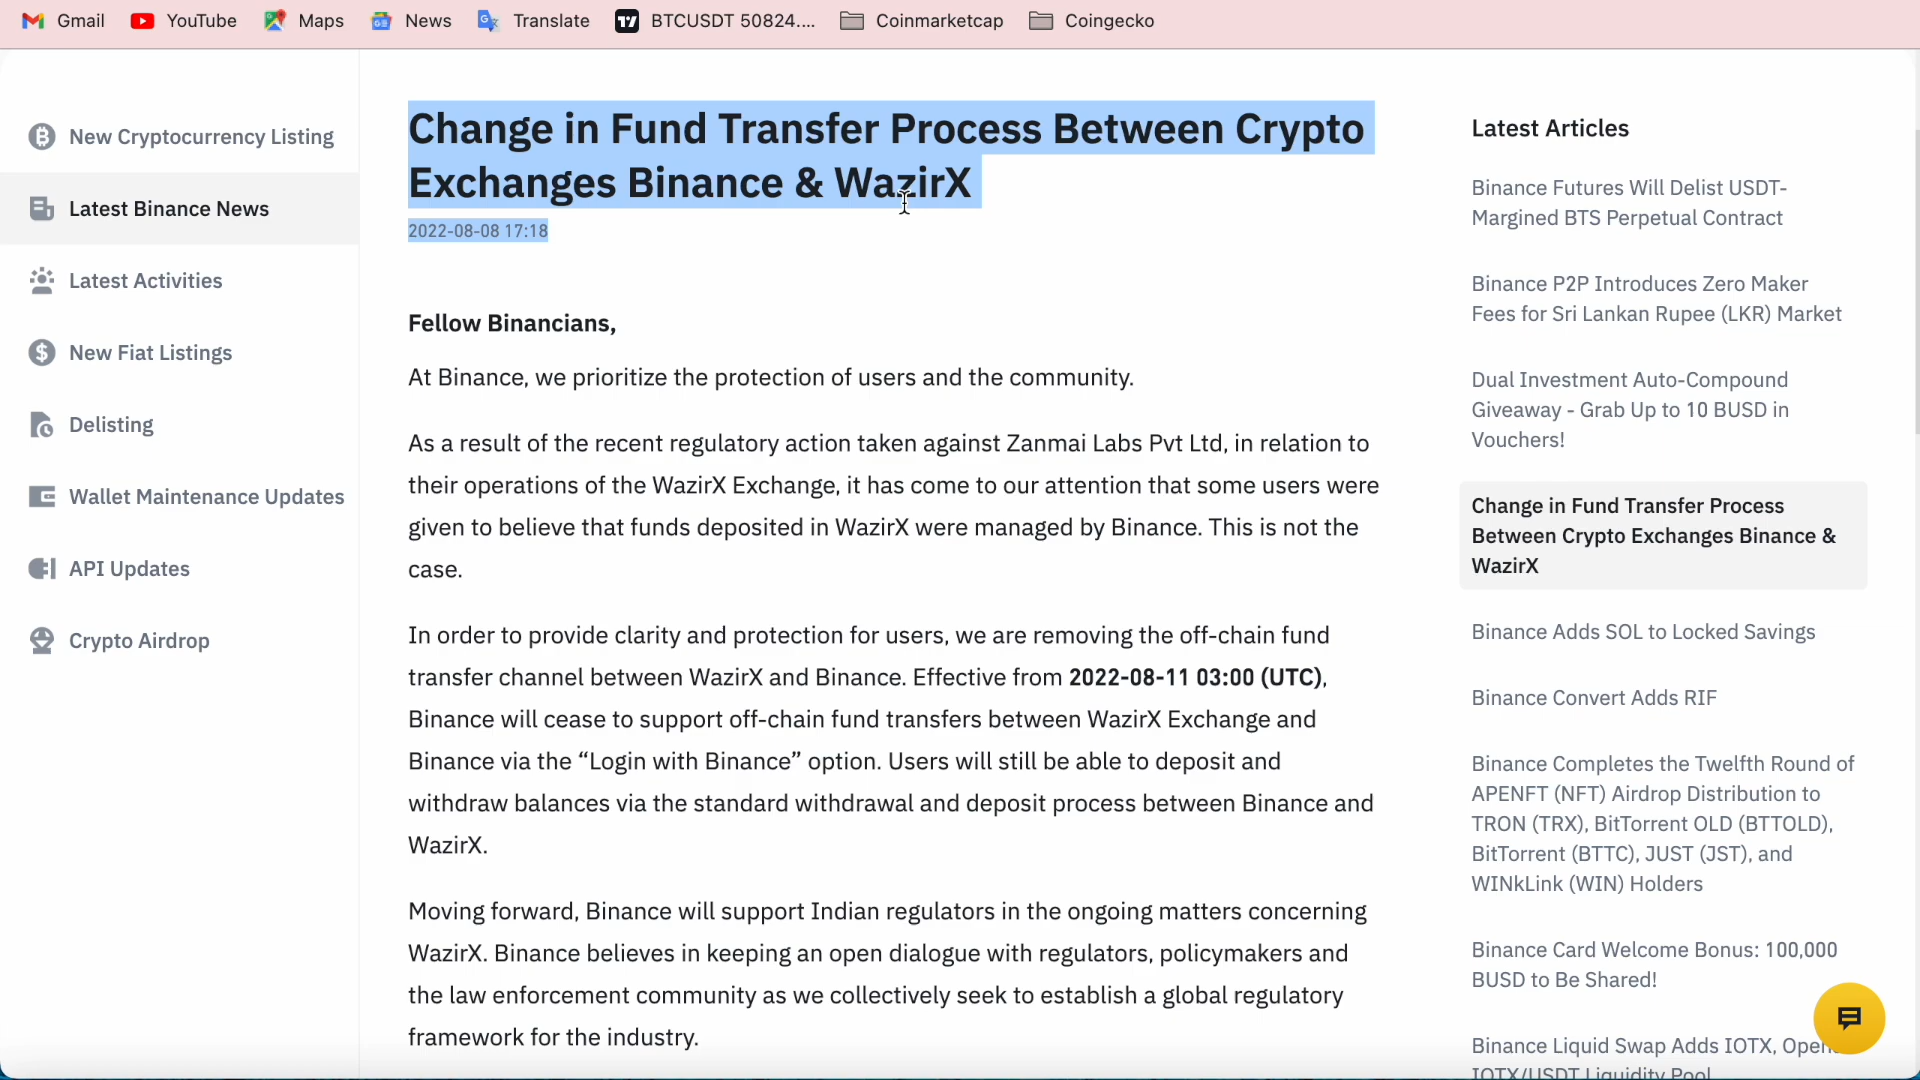 Gmail YouTube Maps News Translate BTCUSDT 50824.... Coinmarketcap Coingecko
New Cryptocurrency Listing
Latest Binance News
Latest Activities
New Fiat Listings
Delisting
Wallet Maintenance Updates
API Updates
Crypto Airdrop
Change in Fund Transfer Process Between Crypto
Exchanges Binance & WazirX
2022-08-08 17:18
Fellow Binancians,
At Binance, we prioritize the protection of users and the community.
As a result of the recent regulatory action taken against Zanmai Labs Pvt Ltd, in relation to
their operations of the WazirX Exchange, it has come to our attention that some users were
given to believe that funds deposited in WazirX were managed by Binance. This is not the
case.
In order to provide clarity and protection for users, we are removing the off-chain fund
transfer channel between WazirX and Binance. Effective from 2022-08-11 03:00 (UTC),
Binance will cease to support off-chain fund transfers between WazirX Exchange and
Binance via the “Login with Binance” option. Users will still be able to deposit and
withdraw balances via the standard withdrawal and deposit process between Binance and
WazirX.
Moving forward, Binance will support Indian regulators in the ongoing matters concerning
WazirX. Binance believes in keeping an open dialogue with regulators, policymakers and
the law enforcement community as we collectively seek to establish a global regulatory
framework for the industry.
Latest Articles
Binance Futures Will Delist USDT-
Margined BTS Perpetual Contract
Binance P2P Introduces Zero Maker
Fees for Sri Lankan Rupee (LKR) Market
Dual Investment Auto-Compound
Giveaway - Grab Up to 10 BUSD in
Vouchers!
Change in Fund Transfer Process
Between Crypto Exchanges Binance &
WazirX
Binance Adds SOL to Locked Savings
Binance Convert Adds RIF
Binance Completes the Twelfth Round of
APENFT (NFT) Airdrop Distribution to
TRON (TRX), BitTorrent OLD (BTTOLD),
BitTorrent (BTTC), JUST (JST), and
WINkLink (WIN) Holders
Binance Card Welcome Bonus: 100,000
BUSD to Be Shared!
Binance Liquid Swap Adds IOTX,
IOTX/USDT Liquidity Pool